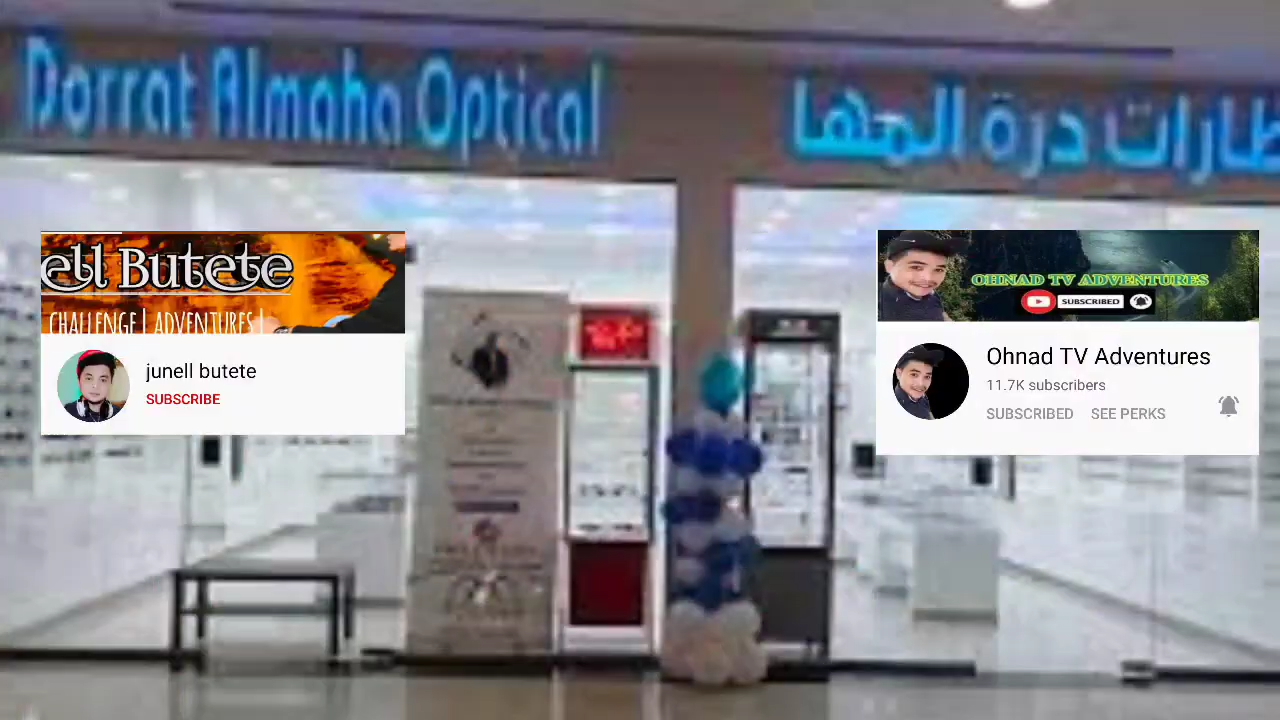 Dorrat Almaha Optical
ظارات درة المها
ell Butete
CHALLENGE | ADVENTURES |
junell butete
SUBSCRIBE
OHNAD TV ADVENTURES
SUBSCRIBED
Ohnad TV Adventures
11.7K subscribers
SUBSCRIBED SEE PERKS